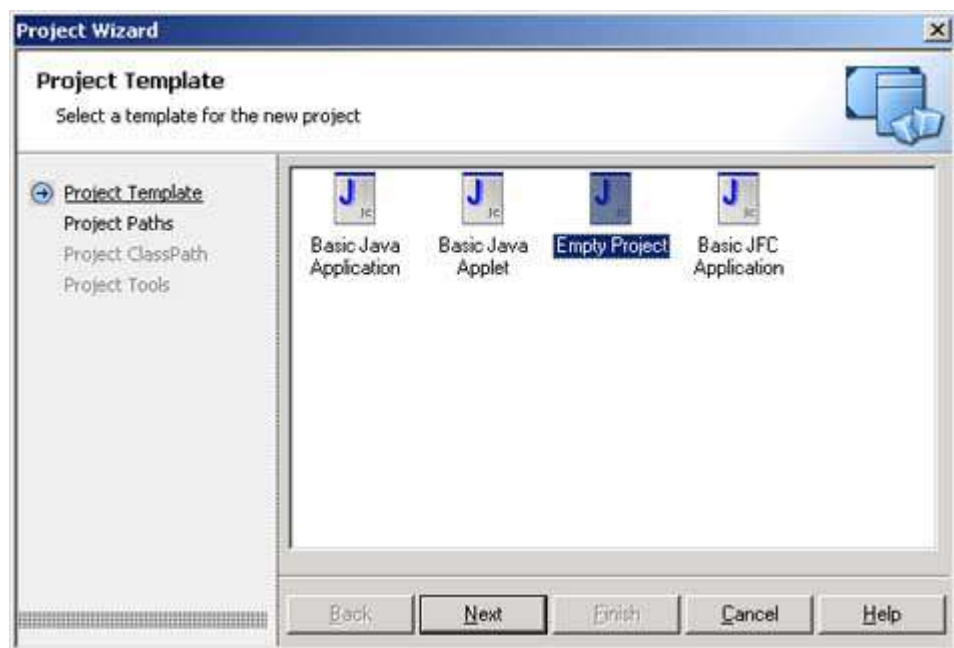 Project Wizard
Project Template
Select a template for the new project
Project Template
Project Paths
Project ClassPath
Project Tools
Basic Java
Application
Basic Java
Applet
Empty Project
Basic JFC
Application
Back
Next
Finish
Cancel
Help